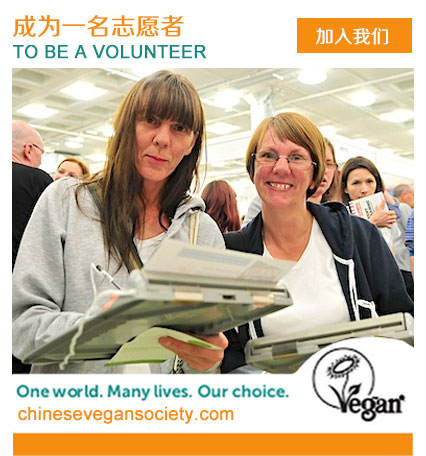 成为一名志愿者
加入我们
TO BE A VOLUNTEER
One world. Many lives. Our choice.
chinesevegansociety.com
Vegan